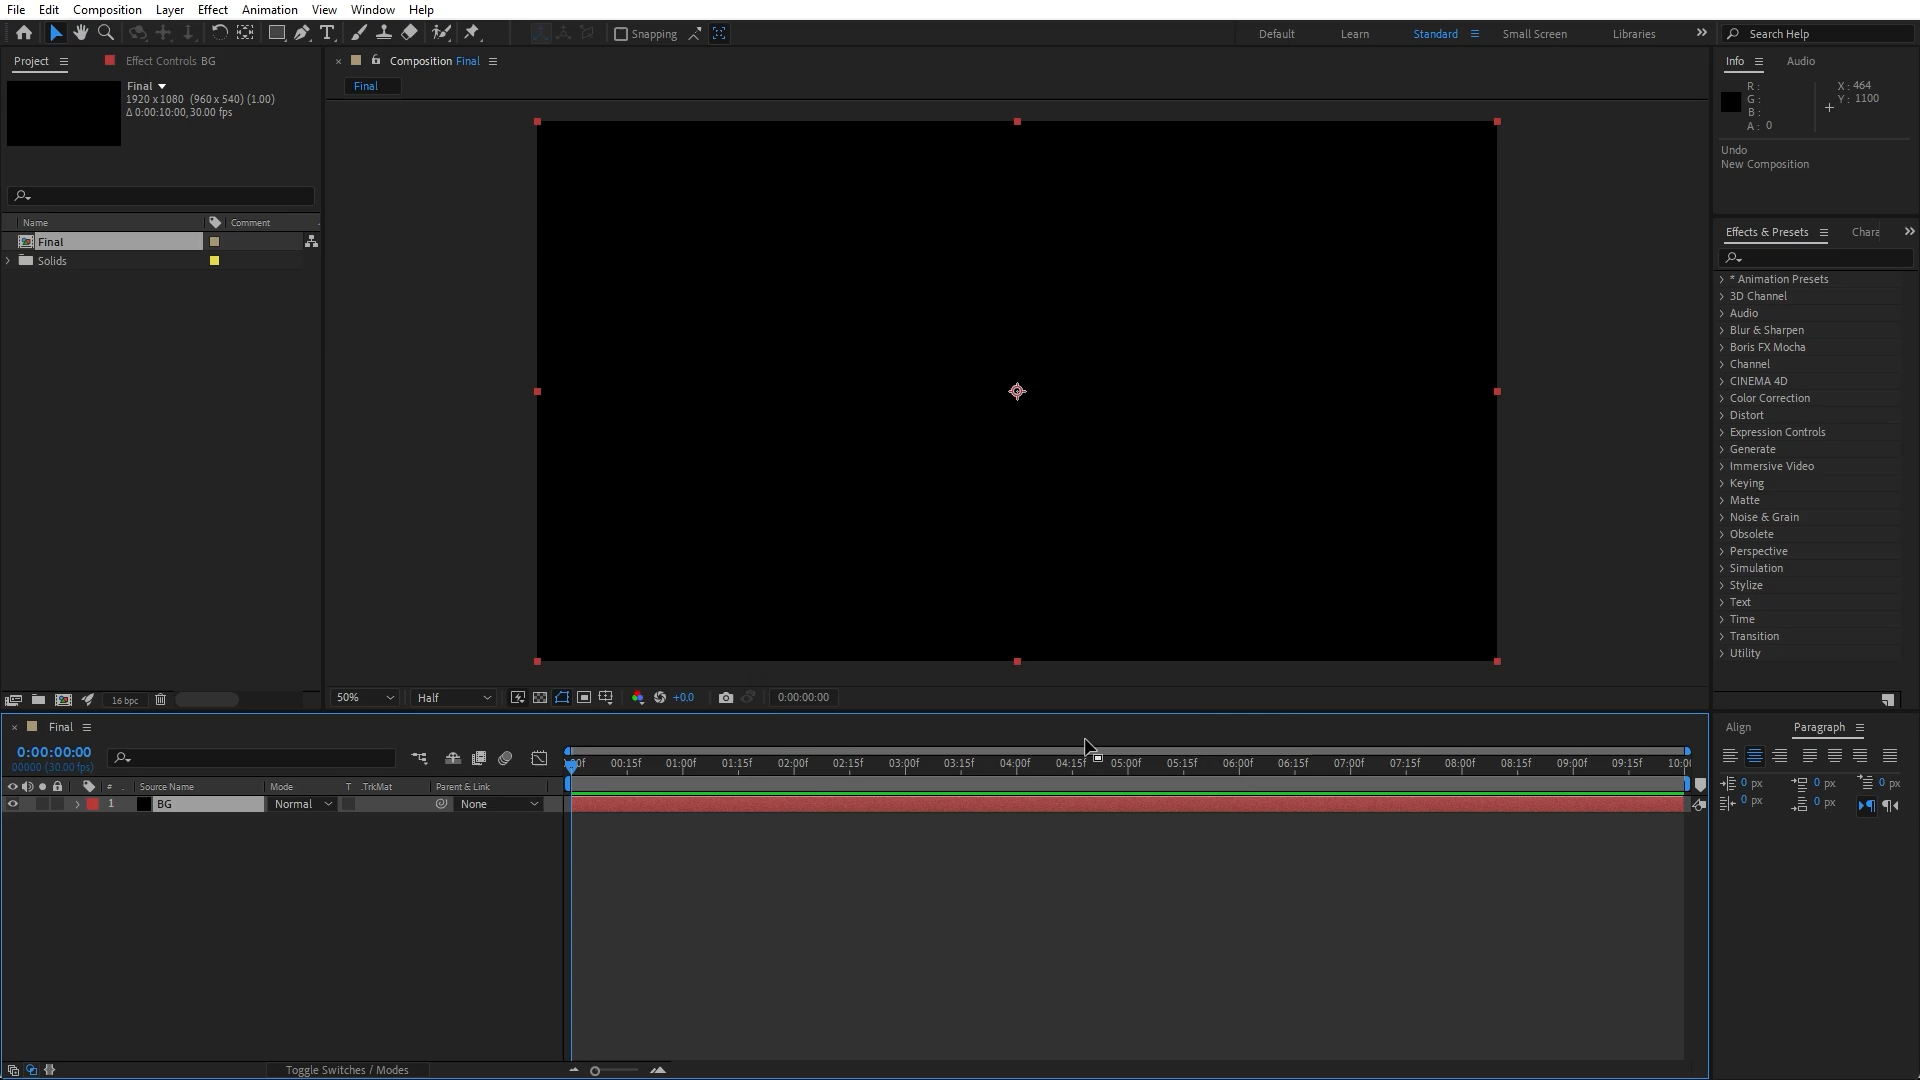 File Edit Composition Layer Effect Animation View Window Help
Snapping
Default Learn Standard Small Screen Libraries
Search Help
Project Effect Controls BG
Final
1920 x 1080 (960 x 540) (1.00)
Δ 0:00:10:00, 30.00 fps
Name Comment
Final
Solids
16 bpc
Composition Final
Final
50% Half +0.0 0:00:00:00
Info Audio
R :
G :
B :
A : 0
X : 464
Y : 1100
Undo
New Composition
Effects & Presets Chara
* Animation Presets
3D Channel
Audio
Blur & Sharpen
Boris FX Mocha
Channel
CINEMA 4D
Color Correction
Distort
Expression Controls
Generate
Immersive Video
Keying
Matte
Noise & Grain
Obsolete
Perspective
Simulation
Stylize
Text
Time
Transition
Utility
Final
0:00:00:00
00000 (30.00 fps)
00:15f 01:00f 01:15f 02:00f 02:15f 03:00f 03:15f 04:00f 04:15f 05:00f 05:15f 06:00f 06:15f 07:00f 07:15f 08:00f 08:15f 09:00f 09:15f 10:0
# Source Name Mode T .TrkMat Parent & Link
1 BG Normal None
Toggle Switches / Modes
Align Paragraph
0 px 0 px 0 px
0 px 0 px